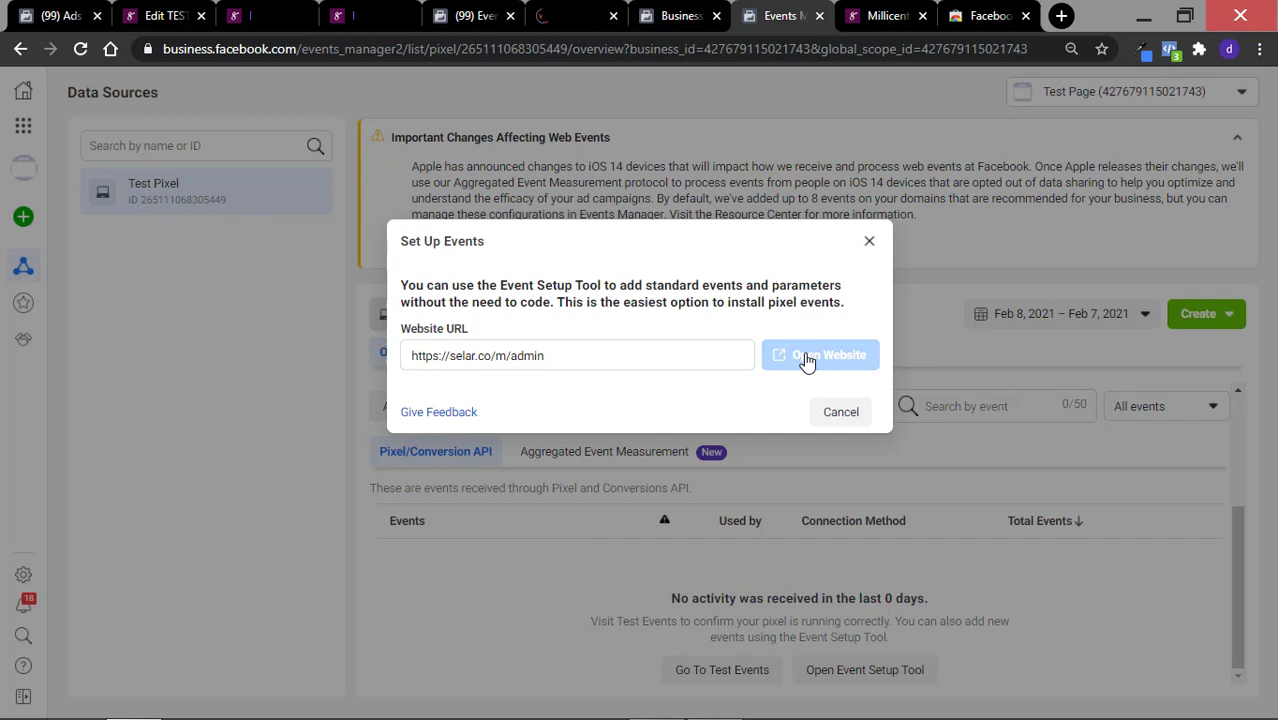 (99) Ads
Edit TEST
(99) Eve
Business
Events M
Millicent
Faceboo
business.facebook.com/events_manager2/list/pixel/265111068305449/overview?business_id=427679115021743&global_scope_id=427679115021743
3
d
Data Sources
Test Page (427679115021743)
Search by name or ID
Test Pixel
ID 265111068305449
Important Changes Affecting Web Events
Apple has announced changes to iOS 14 devices that will impact how we receive and process web events at Facebook. Once Apple releases their changes, we'll
use our Aggregated Event Measurement protocol to process events from people on iOS 14 devices that are opted out of data sharing to help you optimize and
understand the efficacy of your ad campaigns. By default, we've added up to 8 events on your domains that are recommended for your business, but you can
manage these configurations in Events Manager. Visit the Resource Center for more information.
Set Up Events
You can use the Event Setup Tool to add standard events and parameters
without the need to code. This is the easiest option to install pixel events.
Website URL
https://selar.co/m/admin
Open Website
Give Feedback
Cancel
Feb 8, 2021 – Feb 7, 2021
Create
Search by event
0/50
All events
Pixel/Conversion API
Aggregated Event Measurement
New
These are events received through Pixel and Conversions API.
Events
Used by
Connection Method
Total Events
No activity was received in the last 0 days.
Visit Test Events to confirm your pixel is running correctly. You can also add new
events using the Event Setup Tool.
Go To Test Events
Open Event Setup Tool
18